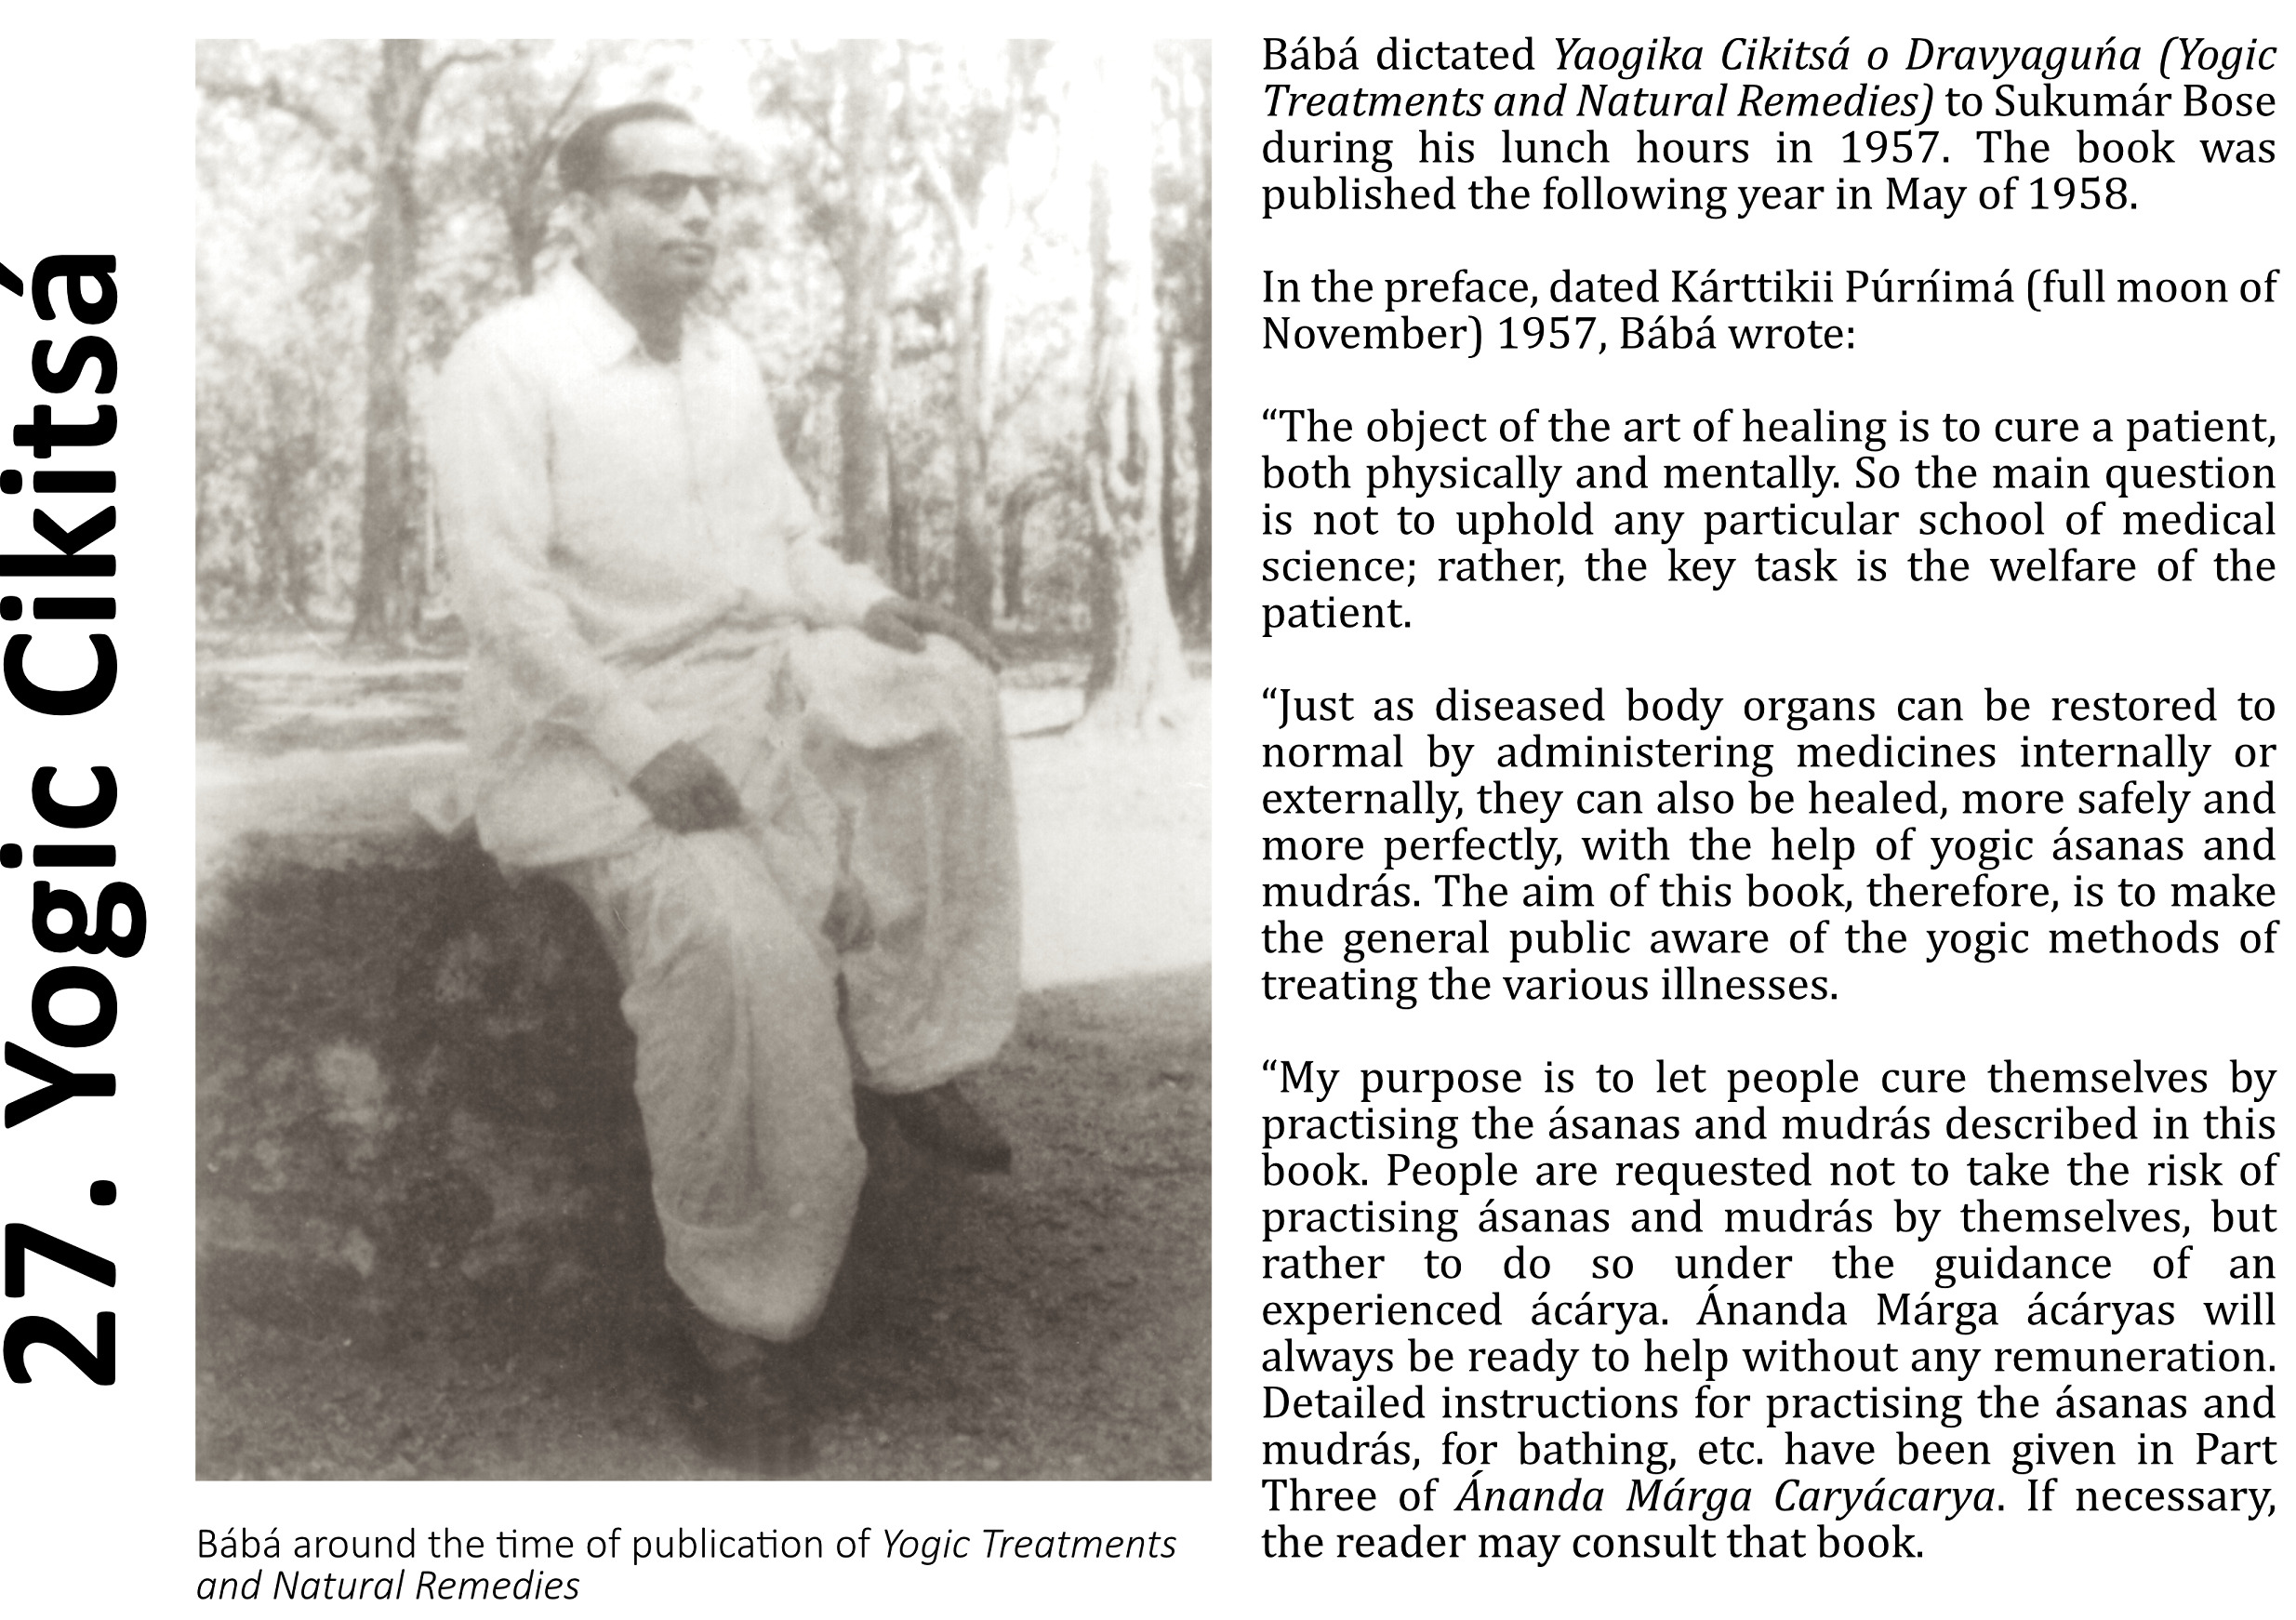 27. Yogic Cikitsá
Bábá dictated Yaogika Cikitsá o Dravyaguńa (Yogic
Treatments and Natural Remedies) to Sukumár Bose
during his lunch hours in 1957. The book was
published the following year in May of 1958.
In the preface, dated Kárttikii Púrńimá (full moon of
November) 1957, Bábá wrote:
“The object of the art of healing is to cure a patient,
both physically and mentally. So the main question
is not to uphold any particular school of medical
science; rather, the key task is the welfare of the
patient.
“Just as diseased body organs can be restored to
normal by administering medicines internally or
externally, they can also be healed, more safely and
more perfectly, with the help of yogic ásanas and
mudrás. The aim of this book, therefore, is to make
the general public aware of the yogic methods of
treating the various illnesses.
“My purpose is to let people cure themselves by
practising the ásanas and mudrás described in this
book. People are requested not to take the risk of
practising ásanas and mudrás by themselves, but
rather to do so under the guidance of an
experienced ácárya. Ánanda Márga ácáryas will
always be ready to help without any remuneration.
Detailed instructions for practising the ásanas and
mudrás, for bathing, etc. have been given in Part
Three of Ánanda Márga Caryácarya. If necessary,
the reader may consult that book.
Bábá around the time of publication of Yogic Treatments
and Natural Remedies